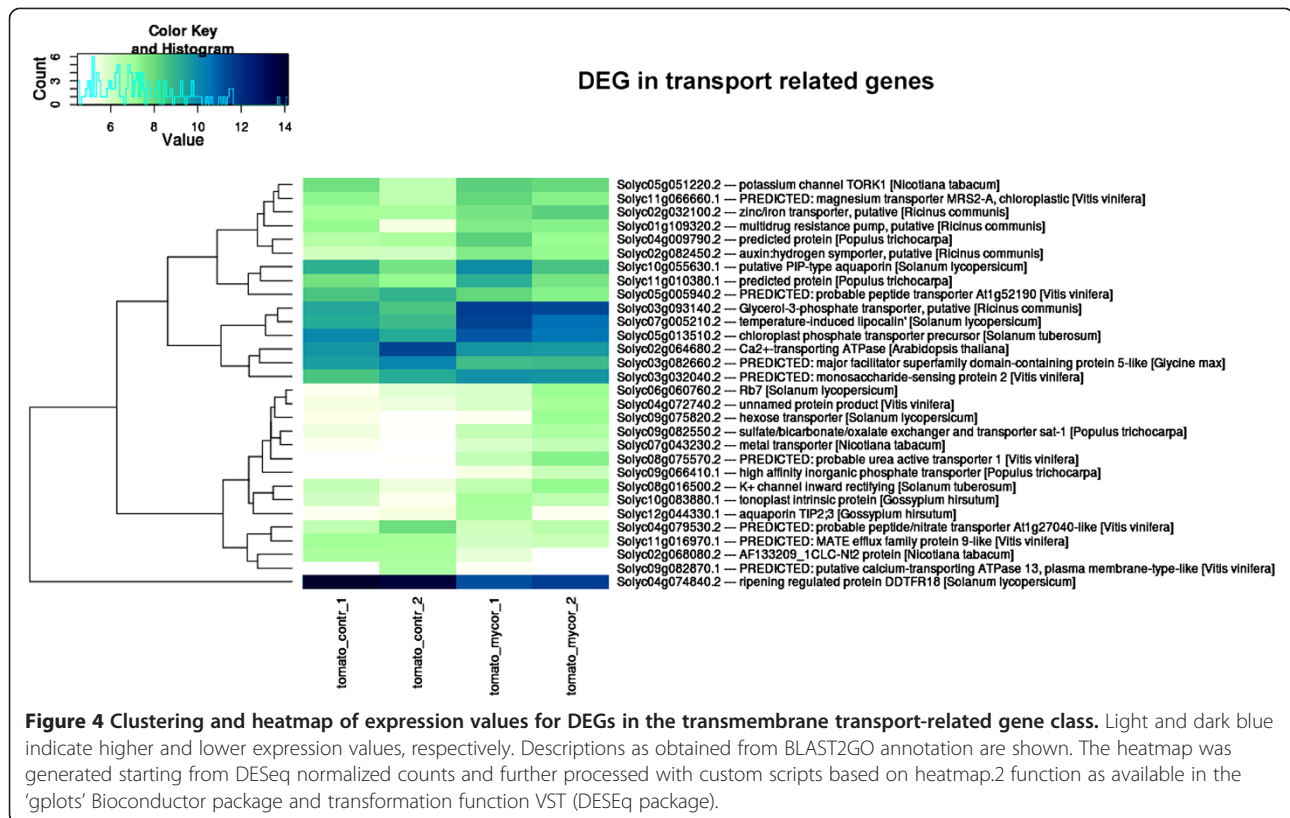 Color Key
and Histogram
Count
0 3 6
6 8 10 12 14
Value
DEG in transport related genes
Solyc05g051220.2 --- potassium channel TORK1 [Nicotiana tabacum]
Solyc11g066660.1 --- PREDICTED: magnesium transporter MRS2-A, chloroplastic [Vitis vinifera]
Solyc02g032100.2 --- zinc/iron transporter, putative [Ricinus communis]
Solyc01g109320.2 --- multidrug resistance pump, putative [Ricinus communis]
Solyc04g009790.2 --- predicted protein [Populus trichocarpa]
Solyc02g082450.2 --- auxin:hydrogen symporter, putative [Ricinus communis]
Solyc10g055630.1 --- putative PIP-type aquaporin [Solanum lycopersicum]
Solyc11g010380.1 --- predicted protein [Populus trichocarpa]
Solyc05g005940.2 --- PREDICTED: probable peptide transporter At1g52190 [Vitis vinifera]
Solyc03g093140.2 --- Glycerol-3-phosphate transporter, putative [Ricinus communis]
Solyc07g005210.2 --- temperature-induced lipocalin' [Solanum lycopersicum]
Solyc05g013510.2 --- chloroplast phosphate transporter precursor [Solanum tuberosum]
Solyc02g064680.2 --- Ca2+-transporting ATPase [Arabidopsis thaliana]
Solyc03g082660.2 --- PREDICTED: major facilitator superfamily domain-containing protein 5-like [Glycine max]
Solyc03g032040.2 --- PREDICTED: monosaccharide-sensing protein 2 [Vitis vinifera]
Solyc06g060760.2 --- Rb7 [Solanum lycopersicum]
Solyc04g072740.2 --- unnamed protein product [Vitis vinifera]
Solyc09g075820.2 --- hexose transporter [Solanum lycopersicum]
Solyc09g082550.2 --- sulfate/bicarbonate/oxalate exchanger and transporter sat-1 [Populus trichocarpa]
Solyc07g043230.2 --- metal transporter [Nicotiana tabacum]
Solyc08g075570.2 --- PREDICTED: probable urea active transporter 1 [Vitis vinifera]
Solyc09g066410.1 --- high affinity inorganic phosphate transporter [Populus trichocarpa]
Solyc08g016500.2 --- K+ channel inward rectifying [Solanum tuberosum]
Solyc10g083880.1 --- tonoplast intrinsic protein [Gossypium hirsutum]
Solyc12g044330.1 --- aquaporin TIP2;3 [Gossypium hirsutum]
Solyc04g079530.2 --- PREDICTED: probable peptide/nitrate transporter At1g27040-like [Vitis vinifera]
Solyc11g016970.1 --- PREDICTED: MATE efflux family protein 9-like [Vitis vinifera]
Solyc02g068080.2 --- AF133209_1CLC-Nt2 protein [Nicotiana tabacum]
Solyc09g082870.1 --- PREDICTED: putative calcium-transporting ATPase 13, plasma membrane-type-like [Vitis vinifera]
Solyc04g074840.2 --- ripening regulated protein DDTFR18 [Solanum lycopersicum]
tomato_contr_1
tomato_contr_2
tomato_mycor_1
tomato_mycor_2
Figure 4 Clustering and heatmap of expression values for DEGs in the transmembrane transport-related gene class. Light and dark blue
indicate higher and lower expression values, respectively. Descriptions as obtained from BLAST2GO annotation are shown. The heatmap was
generated starting from DESeq normalized counts and further processed with custom scripts based on heatmap.2 function as available in the
'gplots' Bioconductor package and transformation function VST (DESEq package).